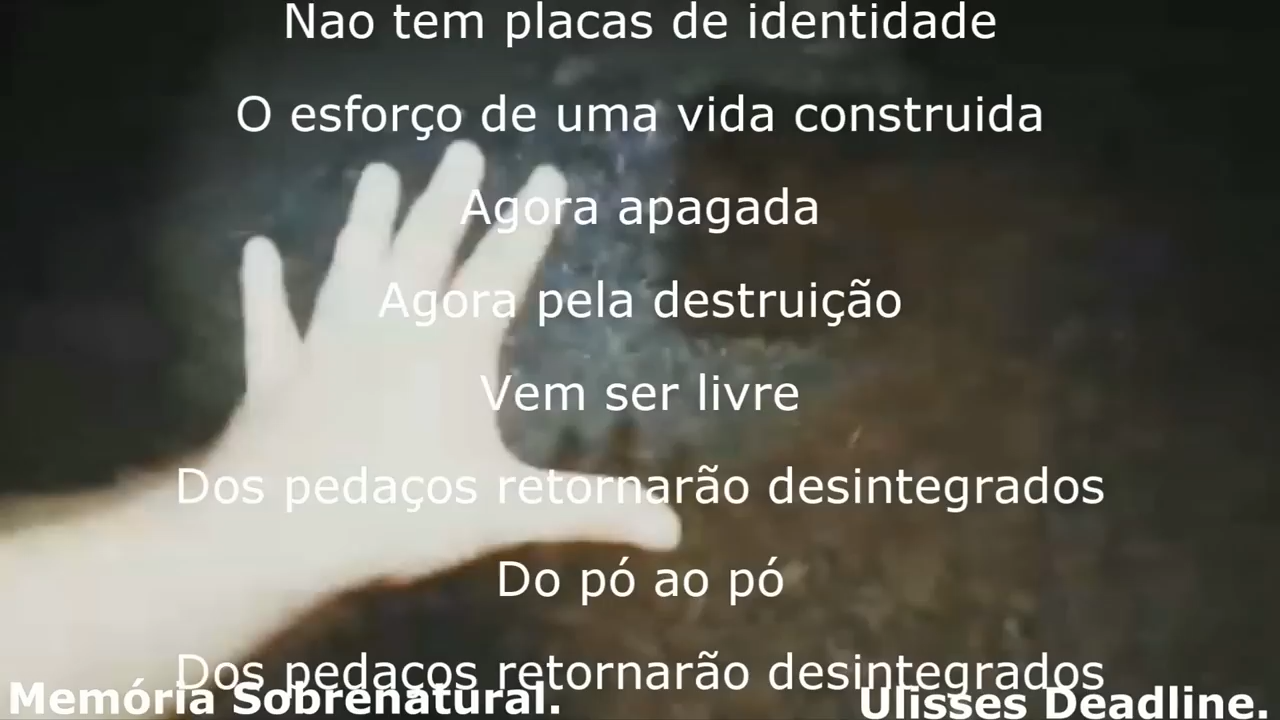 Nao tem placas de identidade
O esforço de uma vida construida
Agora apagada
Agora pela destruição
Vem ser livre
Dos pedaços retornarão desintegrados
Do pó ao pó
Dos pedaços retornarão desintegrados
Memória Sobrenatural.
Ulisses Deadline.